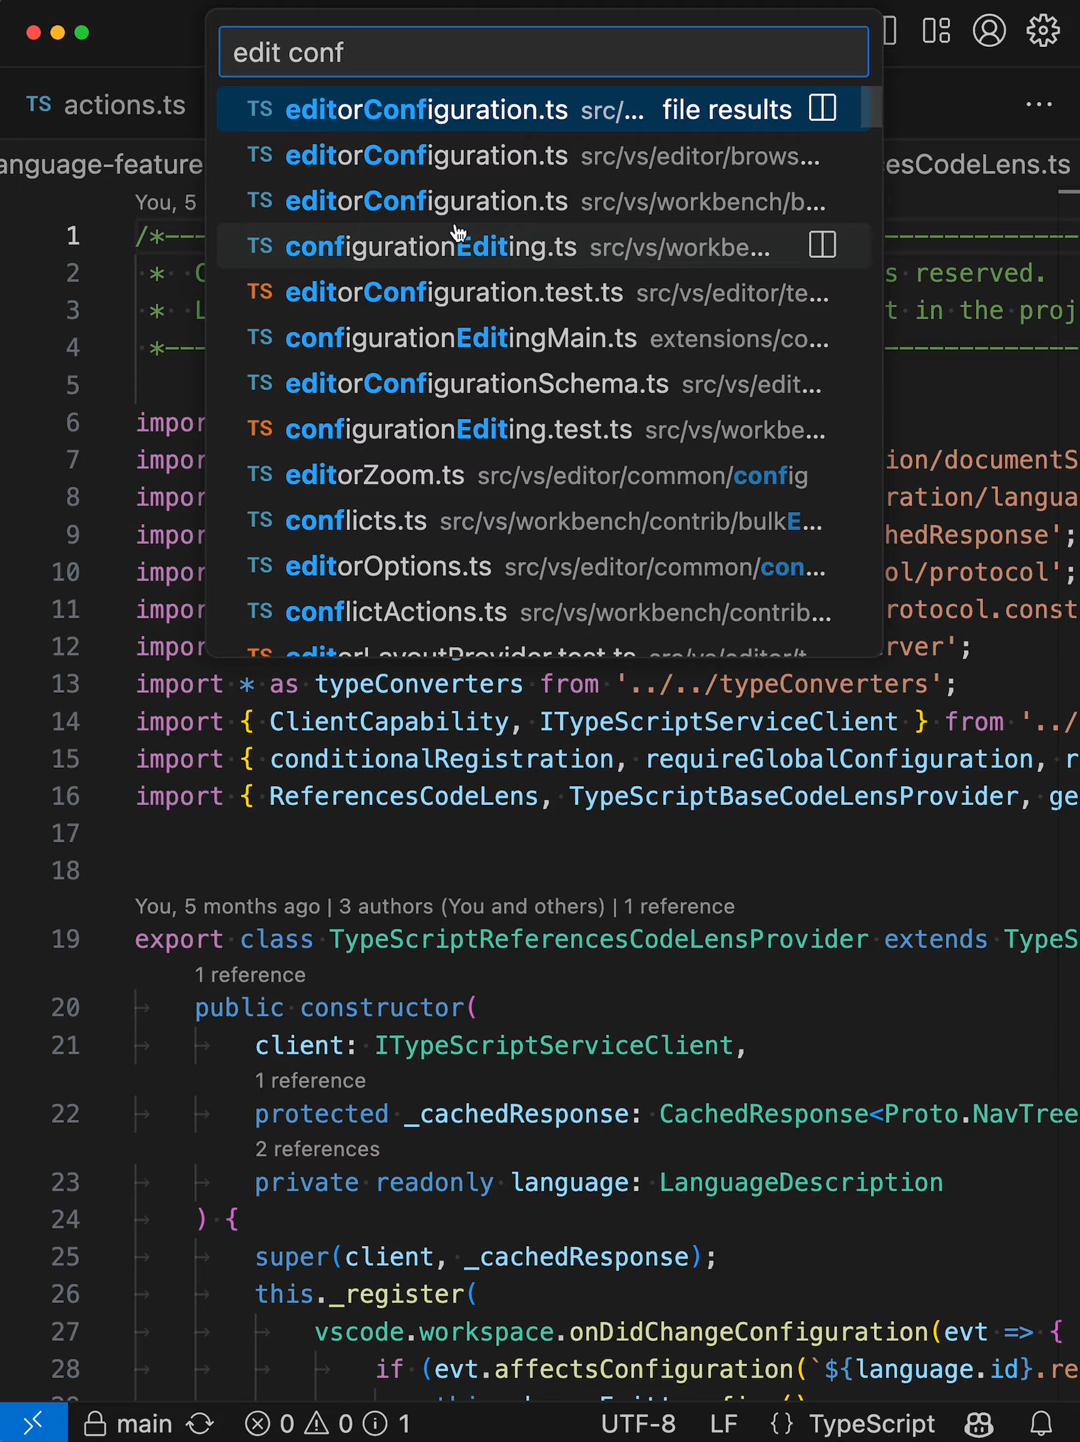 edit conf
TS actions.ts ···
TS editorConfiguration.ts src/... file results
TS editorConfiguration.ts src/vs/editor/brows...
TS editorConfiguration.ts src/vs/workbench/b...
TS configurationEditing.ts src/vs/workbe...
TS editorConfiguration.test.ts src/vs/editor/te...
TS configurationEditingMain.ts extensions/co...
TS editorConfigurationSchema.ts src/vs/edit...
TS configurationEditing.test.ts src/vs/workbe...
TS editorZoom.ts src/vs/editor/common/config
TS conflicts.ts src/vs/workbench/contrib/bulkE...
TS editorOptions.ts src/vs/editor/common/con...
TS conflictActions.ts src/vs/workbench/contrib...
TS editorLayoutProvider.test.ts src/vs/editor/t
anguage-feature esCodeLens.ts
You, 5
1 /*---
2 * C s reserved.
3 * L t in the proj
4 *---
5
6 impor
7 impor ion/documentS
8 impor ration/langua
9 impor hedResponse';
10 impor ol/protocol';
11 impor rotocol.const
12 impor rver';
13 import * as typeConverters from '../../typeConverters';
14 import { ClientCapability, ITypeScriptServiceClient } from '../
15 import { conditionalRegistration, requireGlobalConfiguration, r
16 import { ReferencesCodeLens, TypeScriptBaseCodeLensProvider, ge
17
18
You, 5 months ago | 3 authors (You and others) | 1 reference
19 export class TypeScriptReferencesCodeLensProvider extends TypeS
1 reference
20 public constructor(
21 client: ITypeScriptServiceClient,
1 reference
22 protected _cachedResponse: CachedResponse<Proto.NavTree
2 references
23 private readonly language: LanguageDescription
24 ) {
25 super(client, _cachedResponse);
26 this._register(
27 vscode.workspace.onDidChangeConfiguration(evt => {
28 if (evt.affectsConfiguration(`${language.id}.re
main 0 0 1 UTF-8 LF {} TypeScript